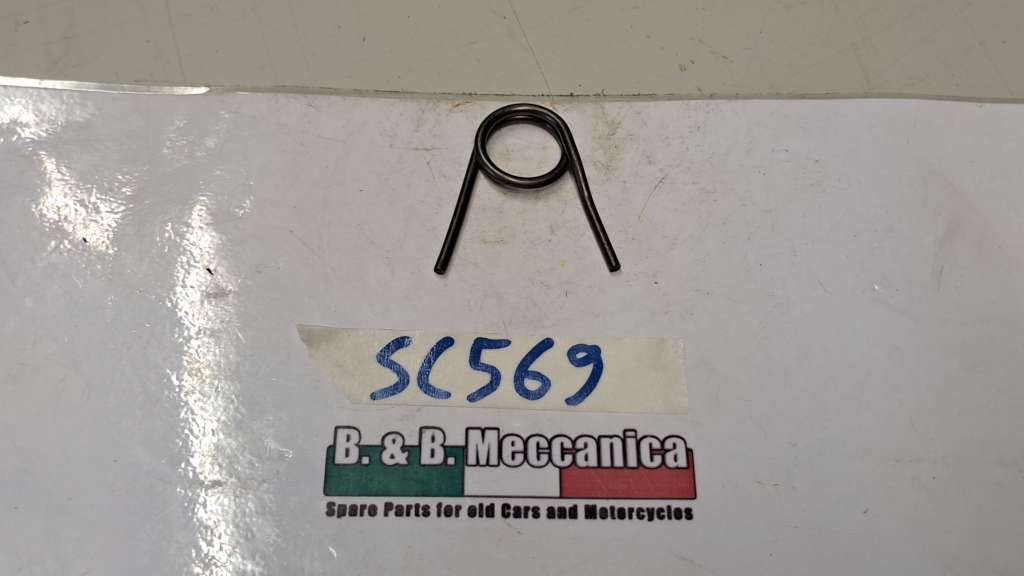 SC569
B. & B. Meccanica
Spare Parts for old Cars and Motorcycles